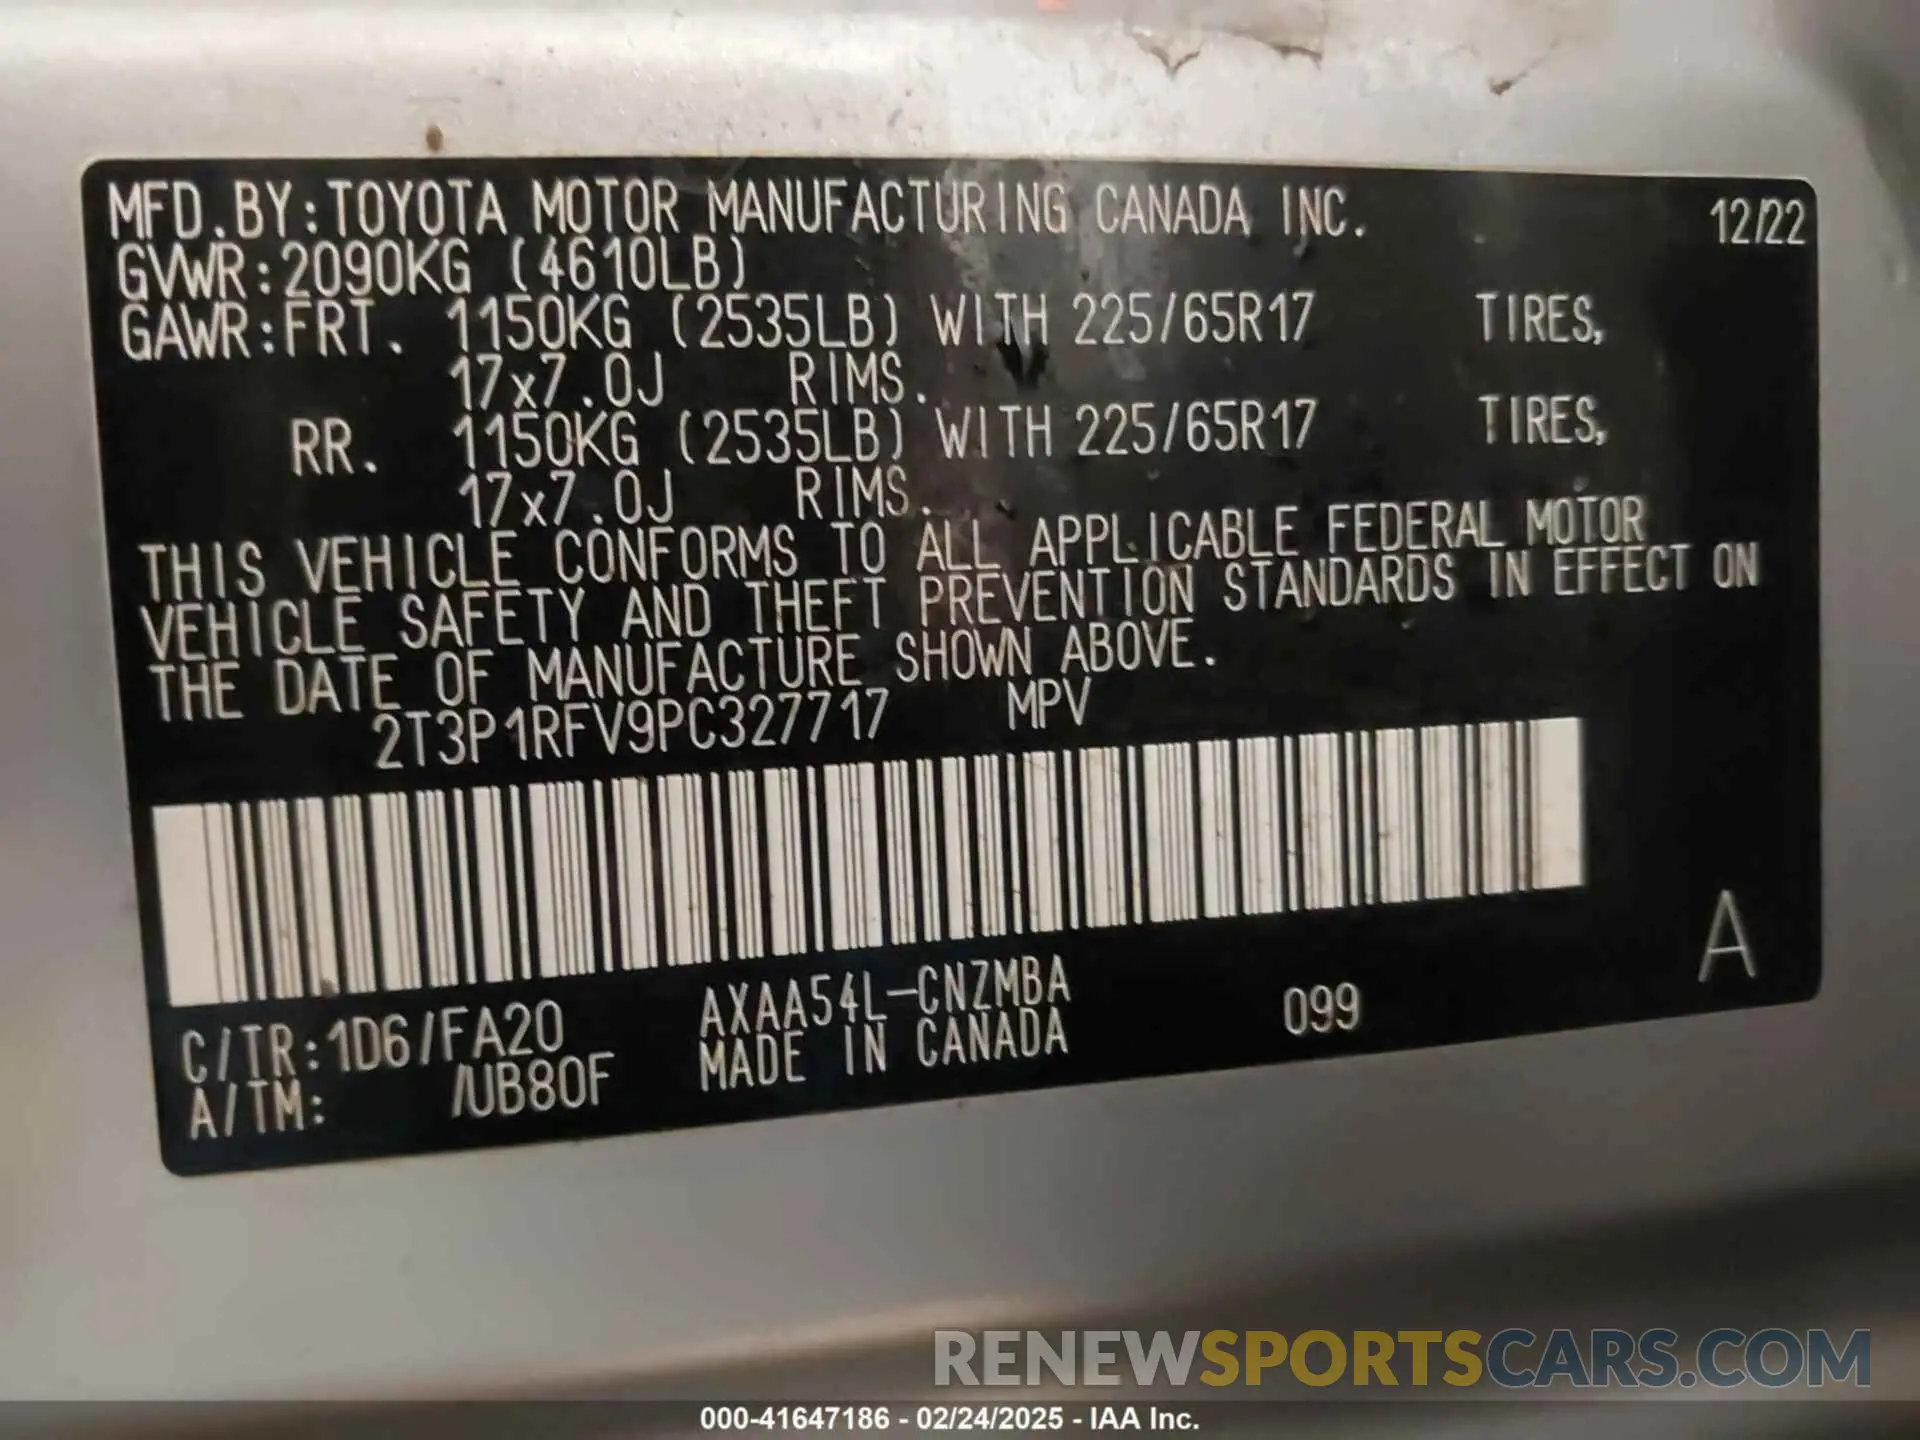 MFD.BY:TOYOTA MOTOR MANUFACTURING CANADA INC. 12/22
GVWR:2090KG (4610LB)
GAWR:FRT. 1150KG (2535LB) WITH 225/65R17 TIRES,
17x7.0J RIMS.
RR. 1150KG (2535LB) WITH 225/65R17 TIRES,
17x7.0J RIMS.
THIS VEHICLE CONFORMS TO ALL APPLICABLE FEDERAL MOTOR
VEHICLE SAFETY AND THEFT PREVENTION STANDARDS IN EFFECT ON
THE DATE OF MANUFACTURE SHOWN ABOVE.
2T3P1RFV9PC327717 MPV
A
C/TR:1D6/FA20 AXAA54L-CNZMBA 099
A/TM: /UB80F MADE IN CANADA
RENEWSPORTSCARS.COM
000-41647186 - 02/24/2025 - IAA Inc.